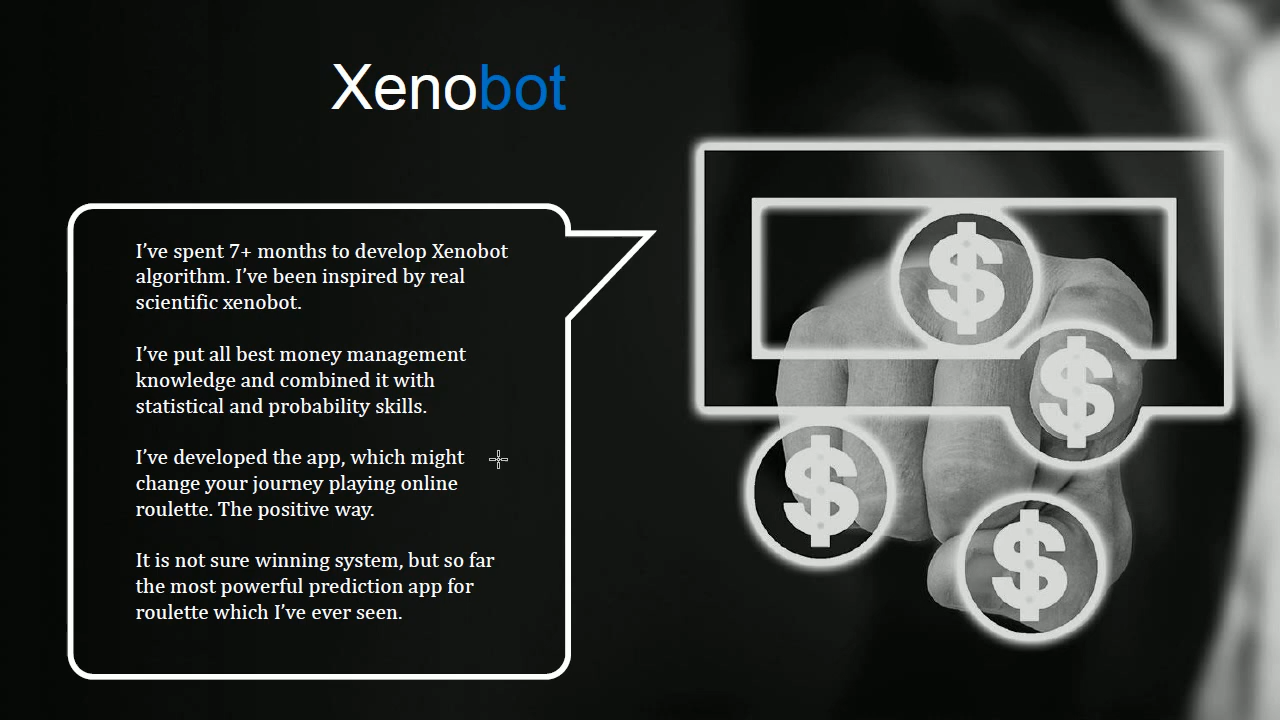 Xenobot
I’ve spent 7+ months to develop Xenobot
algorithm. I’ve been inspired by real
scientific xenobot.
I’ve put all best money management
knowledge and combined it with
statistical and probability skills.
I’ve developed the app, which might
change your journey playing online
roulette. The positive way.
It is not sure winning system, but so far
the most powerful prediction app for
roulette which I’ve ever seen.
$
$
$
$